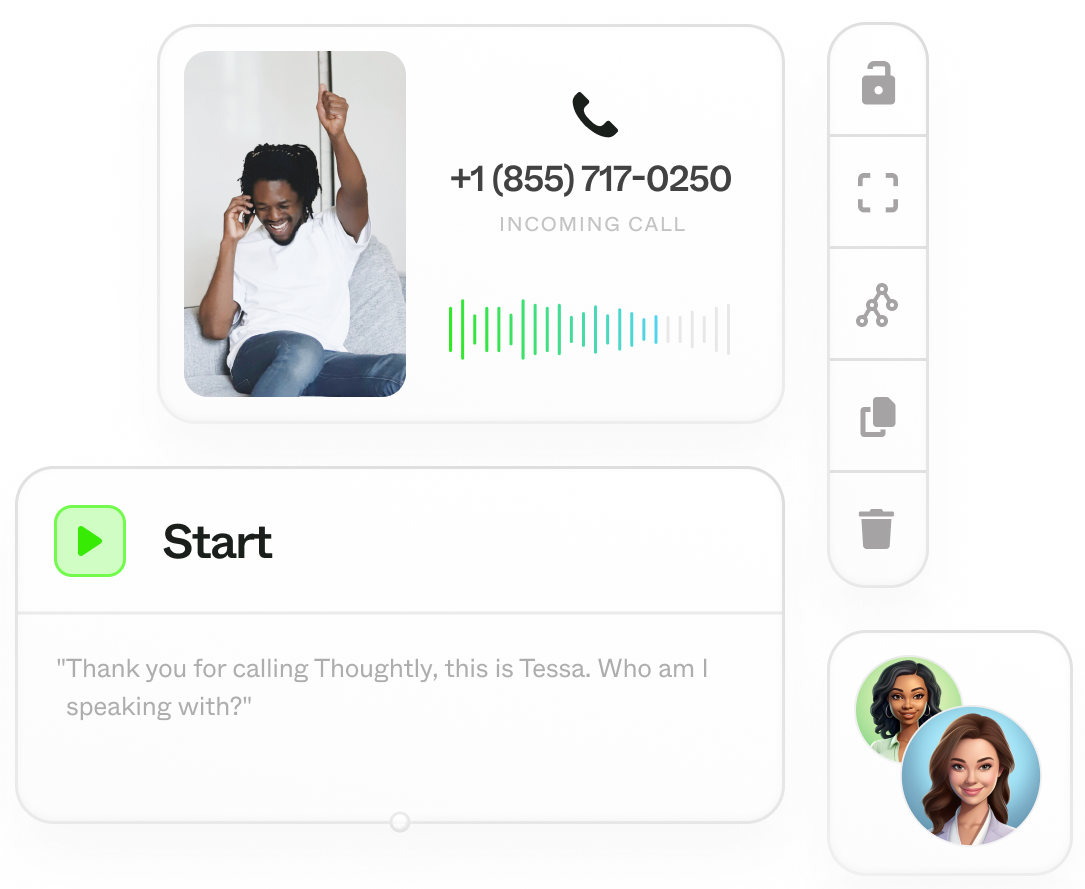 +1 (855) 717-0250
INCOMING CALL
Start
"Thank you for calling Thoughtly, this is Tessa. Who am I
speaking with?"